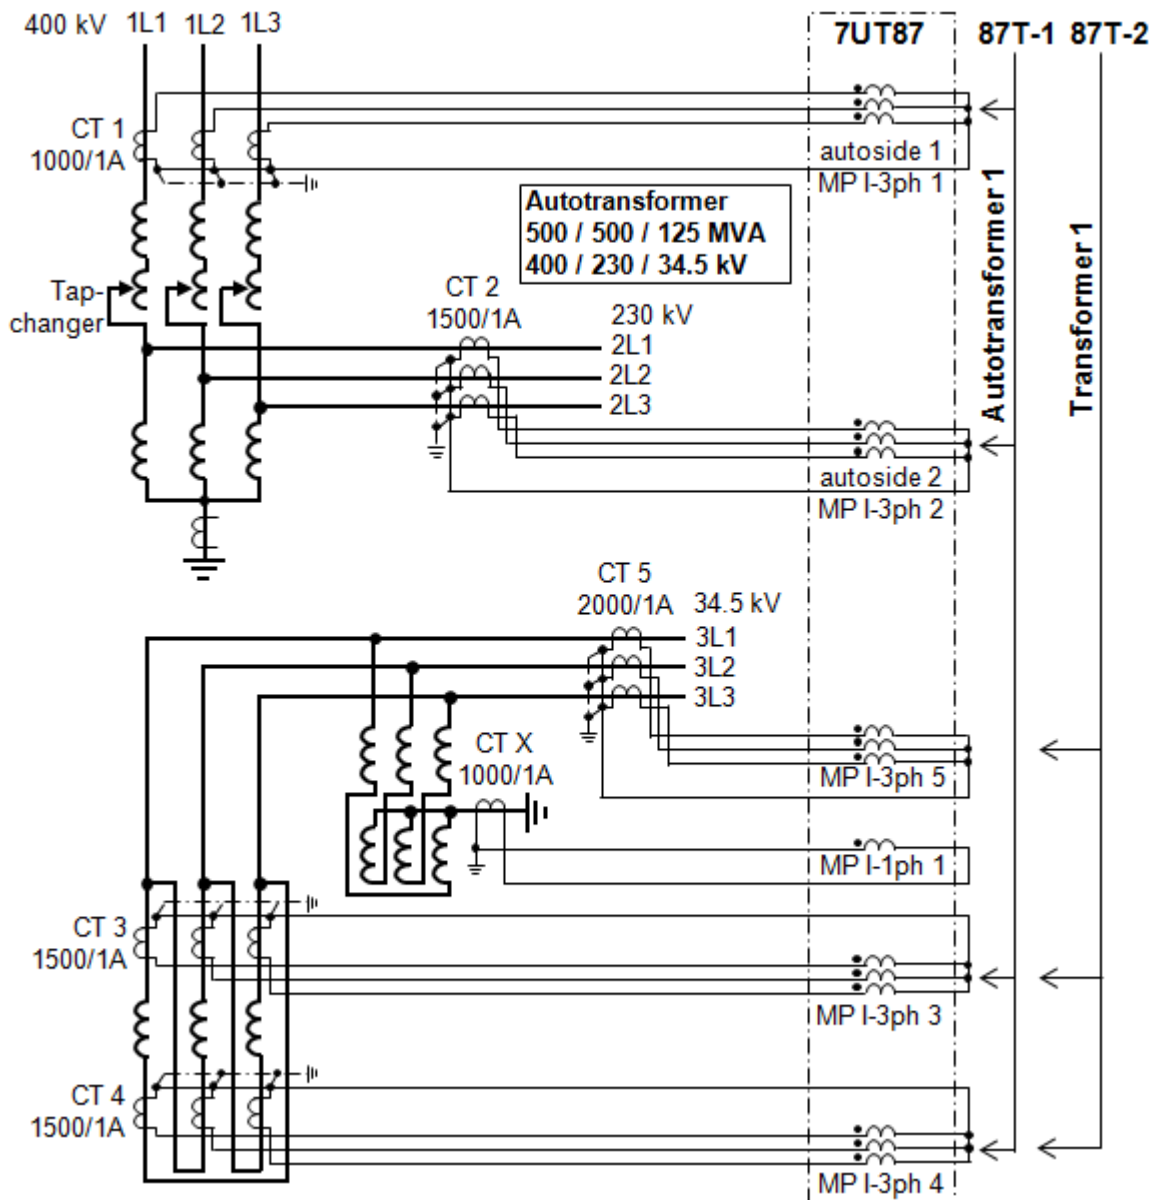 400 kV 1L1 1L2 1L3
7UT87 87T-1 87T-2
CT 1
1000/1A
autoside 1
MP I-3ph 1
Autotransformer
500 / 500 / 125 MVA
400 / 230 / 34.5 kV
Autotransformer 1
Transformer 1
Tap-
changer
CT 2
1500/1A
230 kV
2L1
2L2
2L3
autoside 2
MP I-3ph 2
CT 5
2000/1A
34.5 kV
3L1
3L2
3L3
CT X
1000/1A
MP I-3ph 5
MP I-1ph 1
CT 3
1500/1A
MP I-3ph 3
CT 4
1500/1A
MP I-3ph 4